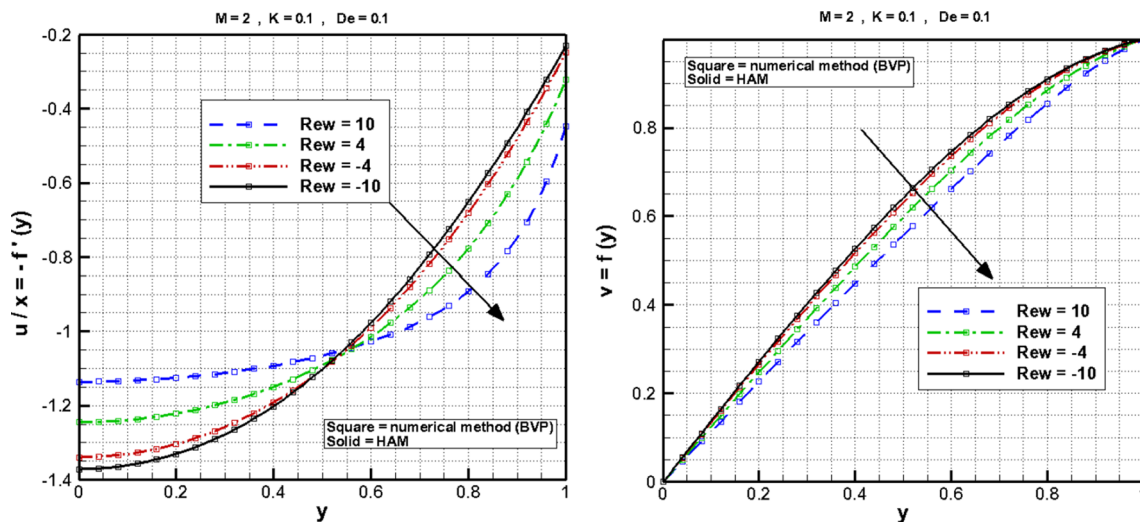 M = 2 , K = 0.1 , De = 0.1
-0.2
-0.4
-0.6
-0.8
-1
-1.2
-1.4
u / x = - f ' (y)
Rew = 10
Rew = 4
Rew = -4
Rew = -10
Square = numerical method (BVP)
Solid = HAM
0
0.2
0.4
0.6
0.8
1
y
M = 2 , K = 0.1 , De = 0.1
Square = numerical method (BVP)
Solid = HAM
0.8
0.6
0.4
0.2
0
v = f (y)
Rew = 10
Rew = 4
Rew = -4
Rew = -10
0.2
0.4
0.6
0.8
y